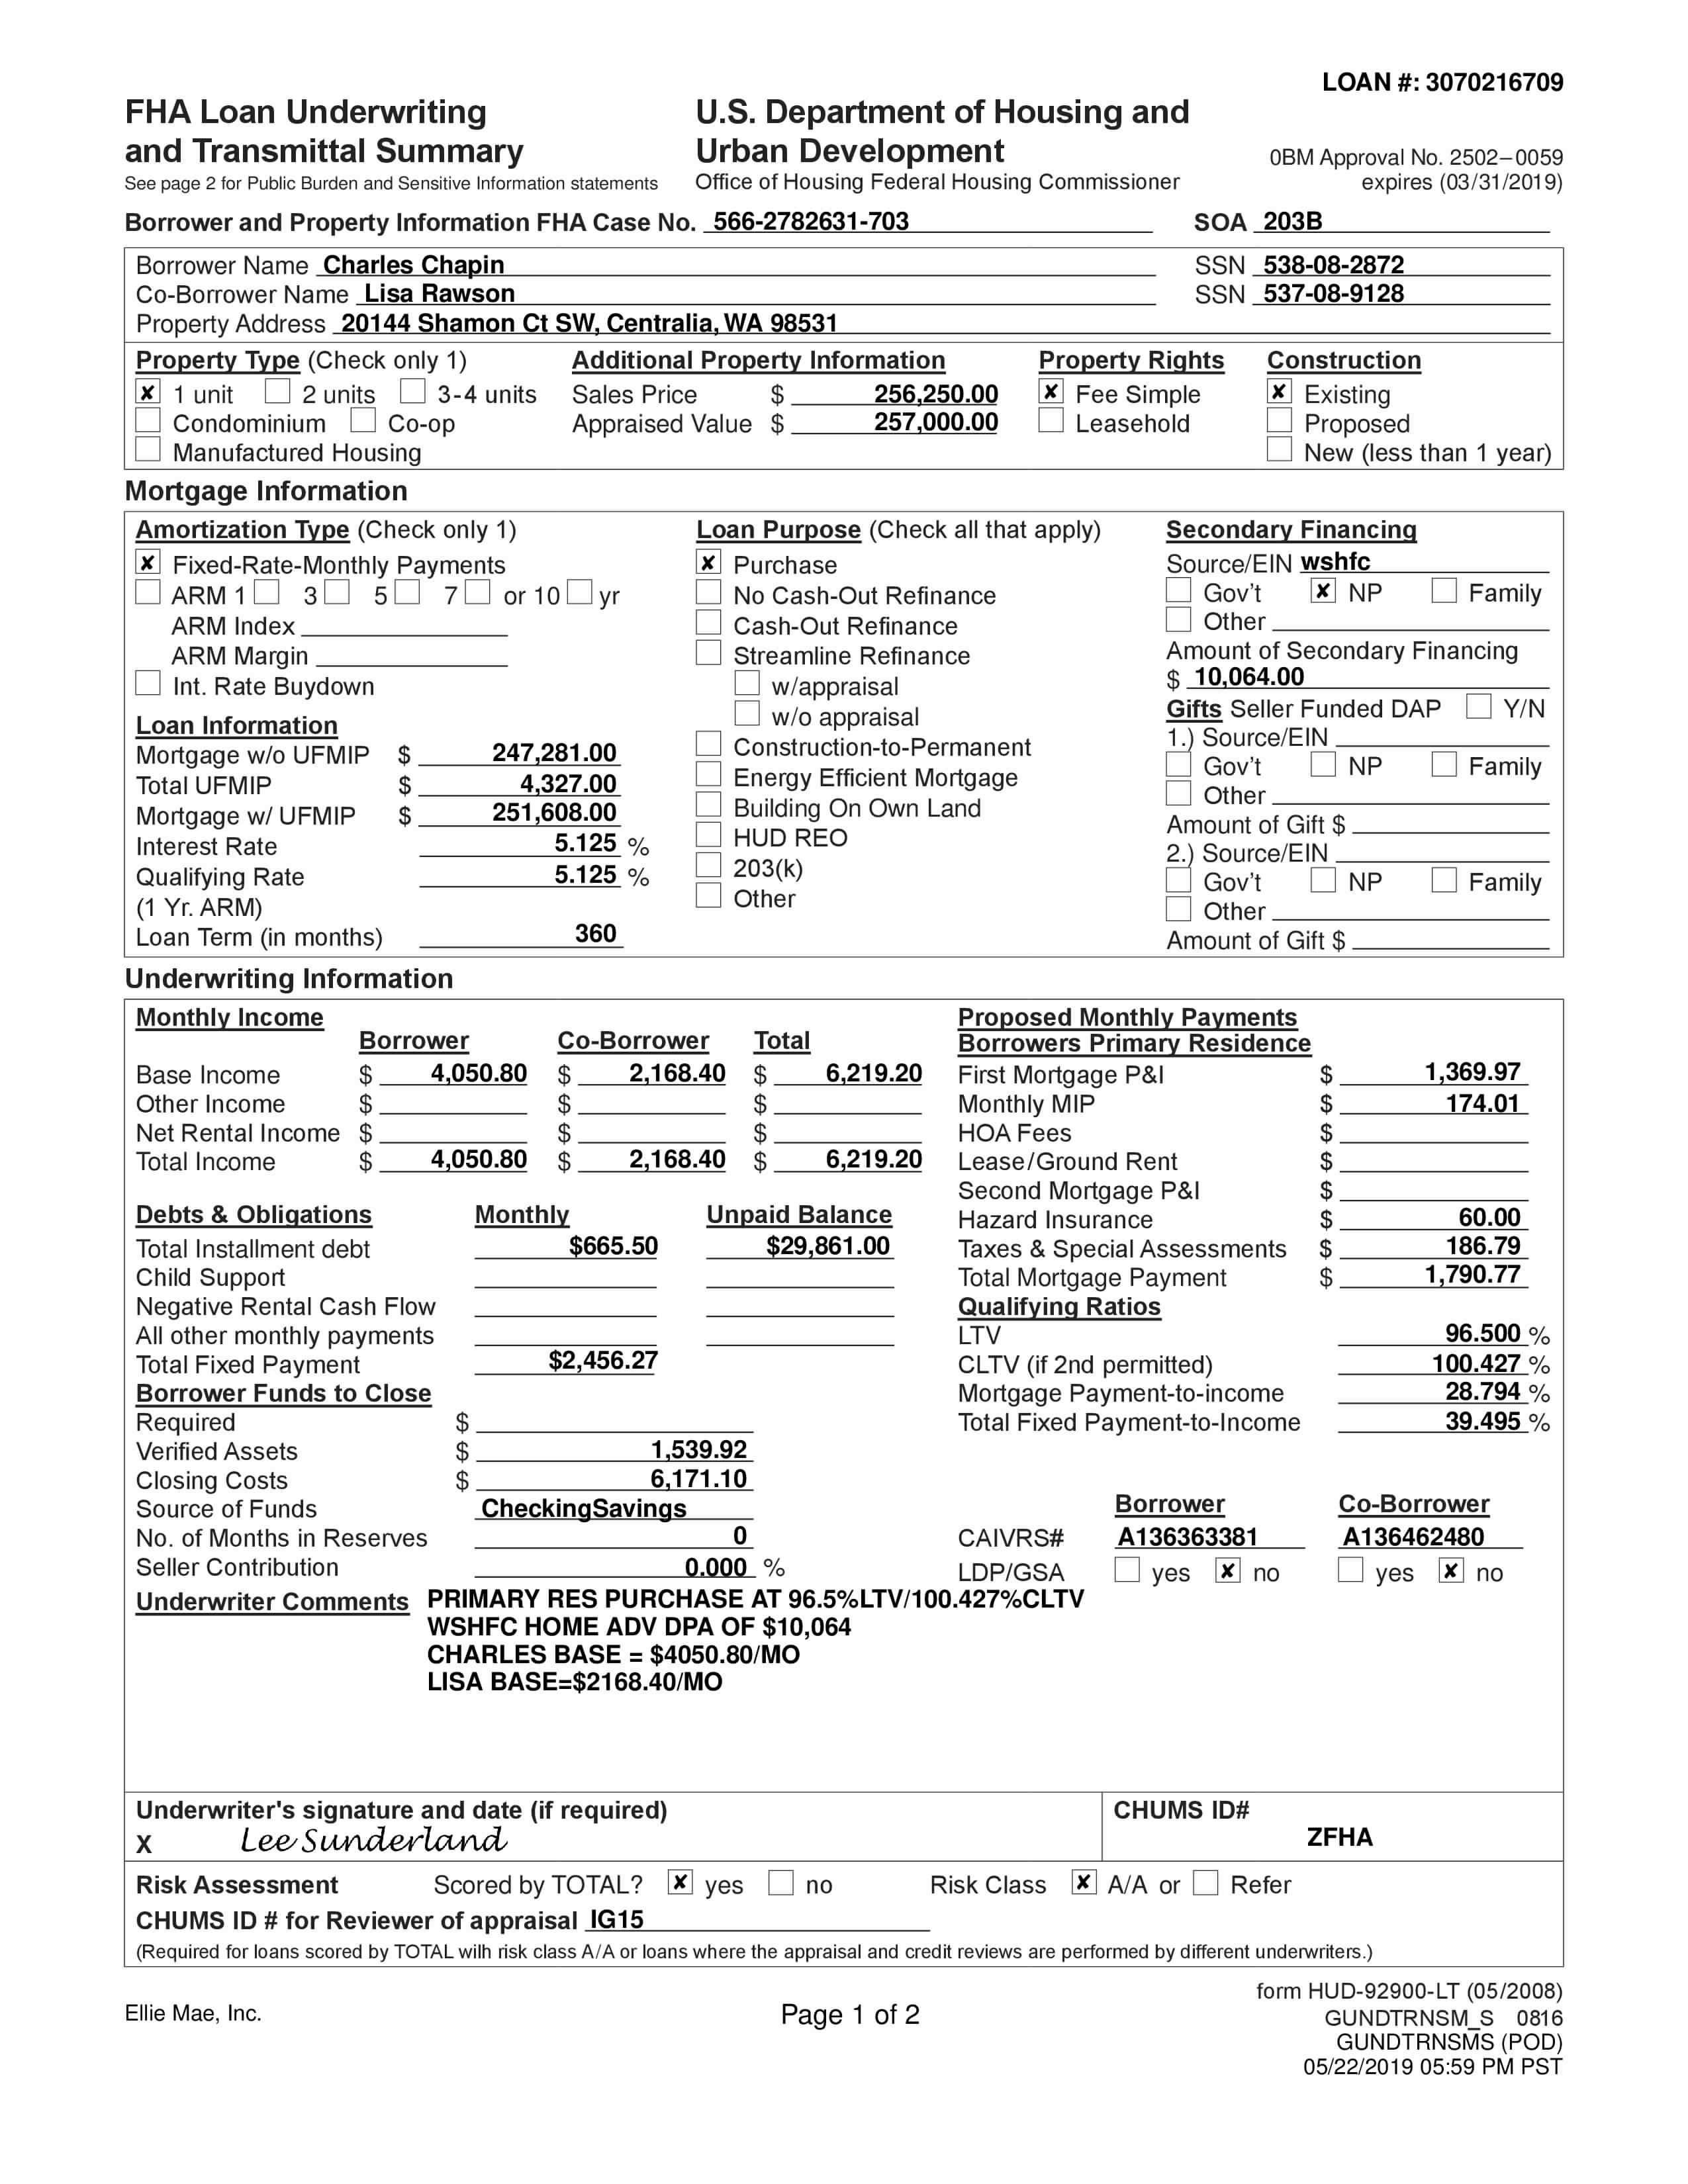 LOAN #: 3070216709
FHA Loan Underwriting and Transmittal Summary
See page 2 for Public Burden and Sensitive Information statements
U.S. Department of Housing and Urban Development
Office of Housing Federal Housing Commissioner
0BM Approval No. 2502–0059
expires (03/31/2019)
Borrower and Property Information FHA Case No. 566-2782631-703 SOA 203B
Borrower Name Charles Chapin SSN 538-08-2872
Co-Borrower Name Lisa Rawson SSN 537-08-9128
Property Address 20144 Shamon Ct SW, Centralia, WA 98531
Property Type (Check only 1)
✘ 1 unit 2 units 3-4 units
Condominium Co-op
Manufactured Housing
Additional Property Information
Sales Price $ 256,250.00
Appraised Value $ 257,000.00
Property Rights
✘ Fee Simple
Leasehold
Construction
✘ Existing
Proposed
New (less than 1 year)
Mortgage Information
Amortization Type (Check only 1)
✘ Fixed-Rate-Monthly Payments
ARM 1 3 5 7 or 10 yr
ARM Index
ARM Margin
Int. Rate Buydown
Loan Information
Mortgage w/o UFMIP $ 247,281.00
Total UFMIP $ 4,327.00
Mortgage w/ UFMIP $ 251,608.00
Interest Rate 5.125 %
Qualifying Rate 5.125 %
(1 Yr. ARM)
Loan Term (in months) 360
Loan Purpose (Check all that apply)
✘ Purchase
No Cash-Out Refinance
Cash-Out Refinance
Streamline Refinance
w/appraisal
w/o appraisal
Construction-to-Permanent
Energy Efficient Mortgage
Building On Own Land
HUD REO
203(k)
Other
Secondary Financing
Source/EIN wshfc
Gov't ✘ NP Family
Other
Amount of Secondary Financing
$ 10,064.00
Gifts Seller Funded DAP Y/N
1.) Source/EIN
Gov't NP Family
Other
Amount of Gift $
2.) Source/EIN
Gov't NP Family
Other
Amount of Gift $
Underwriting Information
Monthly Income
Borrower Co-Borrower Total
Base Income $ 4,050.80 $ 2,168.40 $ 6,219.20
Other Income $ $ $
Net Rental Income $ $ $
Total Income $ 4,050.80 $ 2,168.40 $ 6,219.20
Debts & Obligations Monthly Unpaid Balance
Total Installment debt $665.50 $29,861.00
Child Support
Negative Rental Cash Flow
All other monthly payments
Total Fixed Payment $2,456.27
Borrower Funds to Close
Required $
Verified Assets $ 1,539.92
Closing Costs $ 6,171.10
Source of Funds CheckingSavings
No. of Months in Reserves 0
Seller Contribution 0.000 %
Proposed Monthly Payments
Borrowers Primary Residence
First Mortgage P&I $ 1,369.97
Monthly MIP $ 174.01
HOA Fees $
Lease/Ground Rent $
Second Mortgage P&I $
Hazard Insurance $ 60.00
Taxes & Special Assessments $ 186.79
Total Mortgage Payment $ 1,790.77
Qualifying Ratios
LTV 96.500 %
CLTV (if 2nd permitted) 100.427 %
Mortgage Payment-to-income 28.794 %
Total Fixed Payment-to-Income 39.495 %
Borrower Co-Borrower
CAIVRS# A136363381 A136462480
LDP/GSA yes ✘ no yes ✘ no
Underwriter Comments PRIMARY RES PURCHASE AT 96.5%LTV/100.427%CLTV
WSHFC HOME ADV DPA OF $10,064
CHARLES BASE = $4050.80/MO
LISA BASE=$2168.40/MO
Underwriter's signature and date (if required)
X Lee Sunderland
CHUMS ID#
ZFHA
Risk Assessment Scored by TOTAL? ✘ yes no Risk Class ✘ A/A or Refer
CHUMS ID # for Reviewer of appraisal IG15
(Required for loans scored by TOTAL wilh risk class A/A or loans where the appraisal and credit reviews are performed by different underwriters.)
Ellie Mae, Inc.
Page 1 of 2
form HUD-92900-LT (05/2008)
GUNDTRNSM_S 0816
GUNDTRNSMS (POD)
05/22/2019 05:59 PM PST